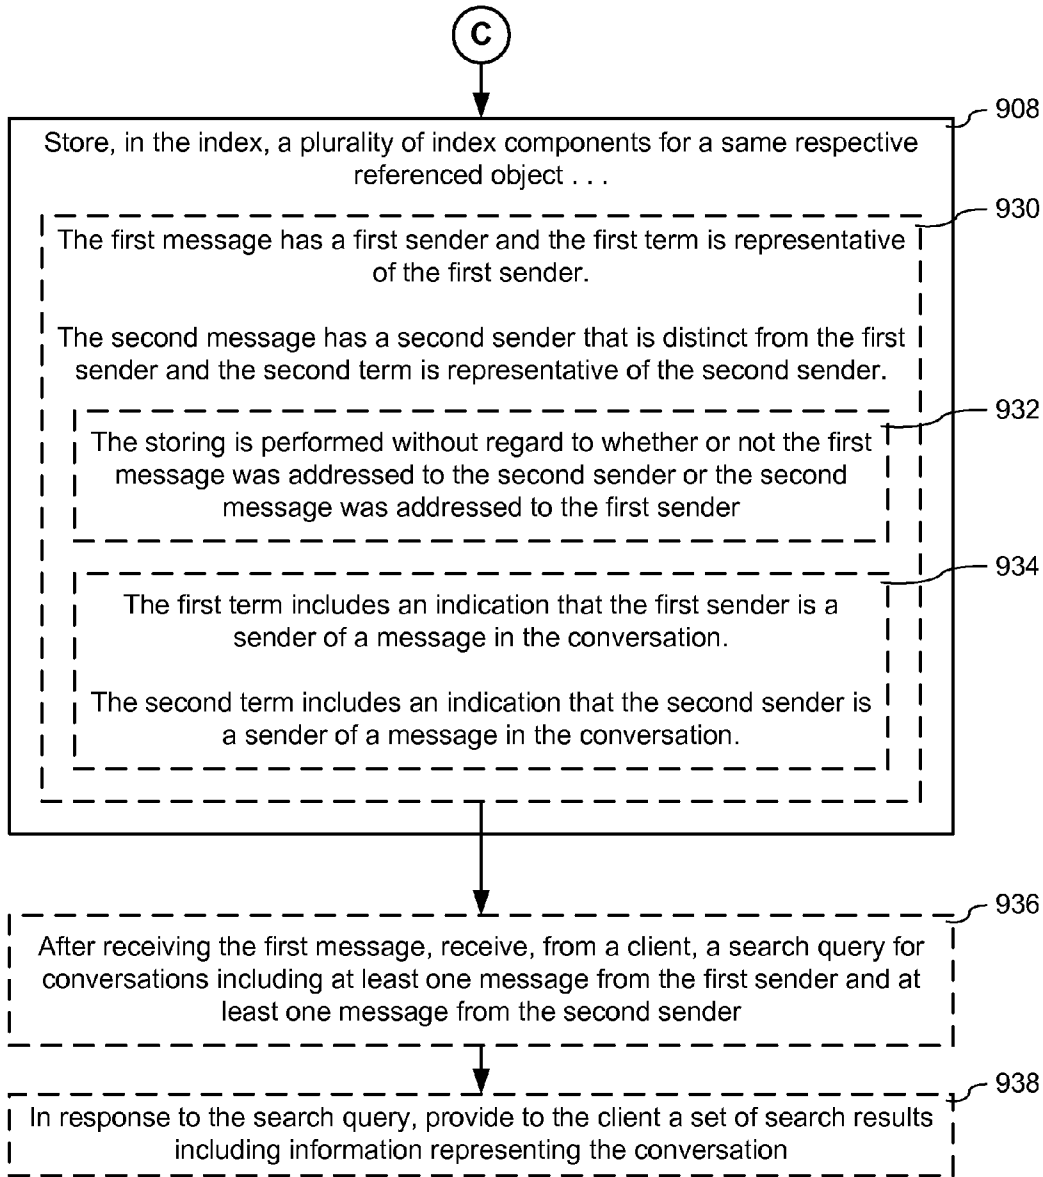 C
908
Store, in the index, a plurality of index components for a same respective
referenced object . . .
930
The first message has a first sender and the first term is representative
of the first sender.
The second message has a second sender that is distinct from the first
sender and the second term is representative of the second sender.
932
The storing is performed without regard to whether or not the first
message was addressed to the second sender or the second
message was addressed to the first sender
934
The first term includes an indication that the first sender is a
sender of a message in the conversation.
The second term includes an indication that the second sender is
a sender of a message in the conversation.
936
After receiving the first message, receive, from a client, a search query for
conversations including at least one message from the first sender and at
least one message from the second sender
938
In response to the search query, provide to the client a set of search results
including information representing the conversation